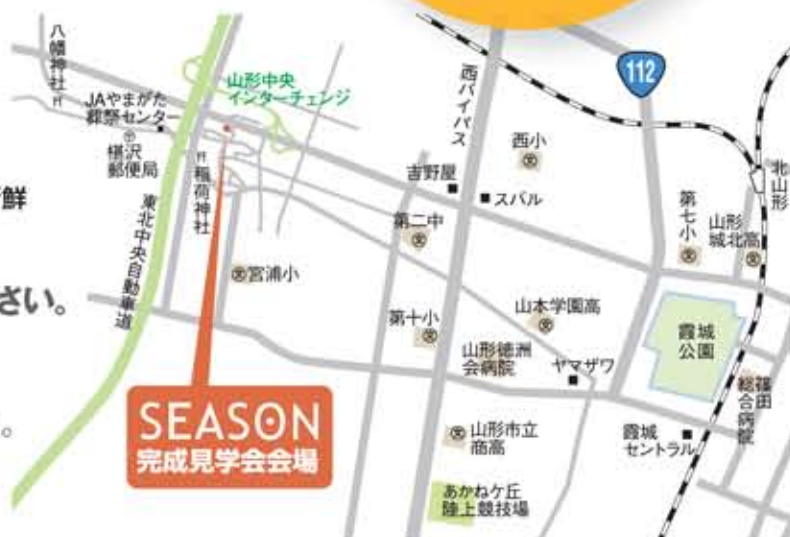 112
八幡神社
JAやまがた
葬祭センター
椹沢
郵便局
山形中央
インターチェンジ
稲荷神社
東北中央自動車道
宮浦小
西バイパス
西小
吉野屋
スバル
第二中
第七小
山形
城北高
北山形
第十小
山本学園高
山形徳洲
会病院
ヤマザワ
霞城
公園
篠田
総合病院
霞城
セントラル
山形市立
商高
あかねケ丘
陸上競技場
SEASON
完成見学会会場
鮮
さい。
。